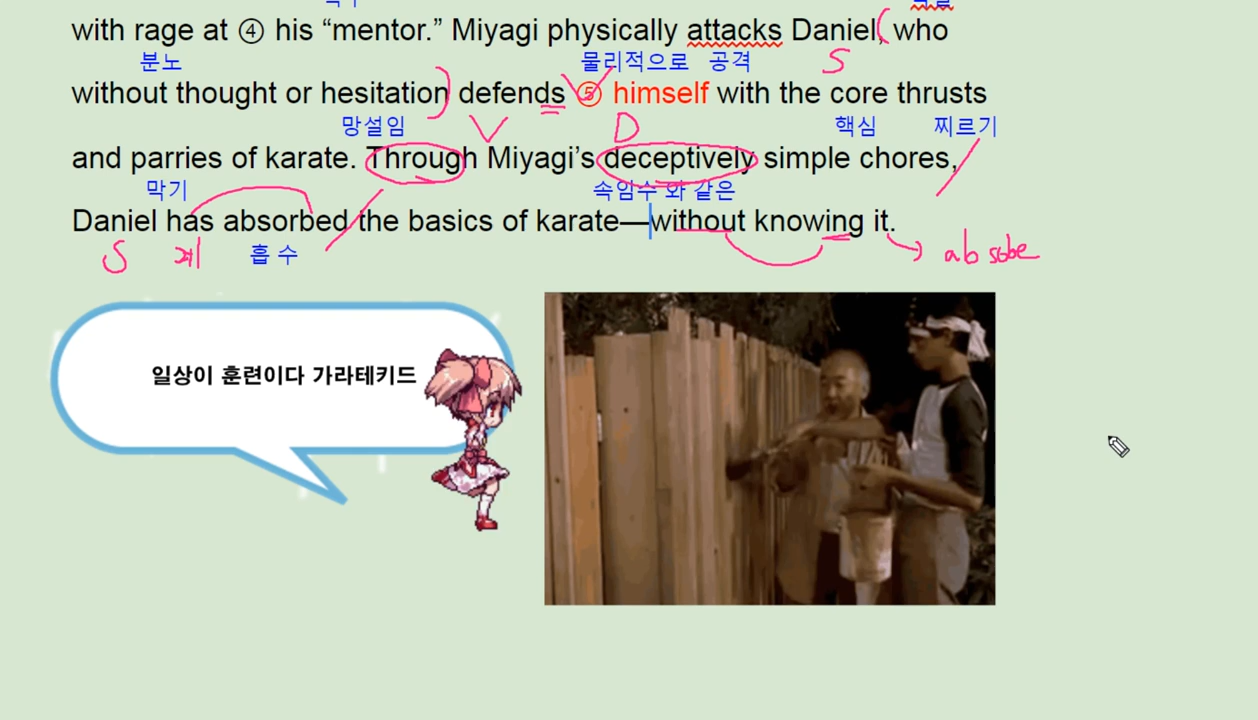 with rage at ④ his “mentor.” Miyagi physically attacks Daniel, who
분노 물리적으로 공격 S
without thought or hesitation defends ⑤ himself with the core thrusts
망설임 V D 핵심 찌르기
and parries of karate. Through Miyagi’s deceptively simple chores,
막기 속임수 와 같은
Daniel has absorbed the basics of karate—without knowing it.
S 흡수 absobe
일상이 훈련이다 가라테키드